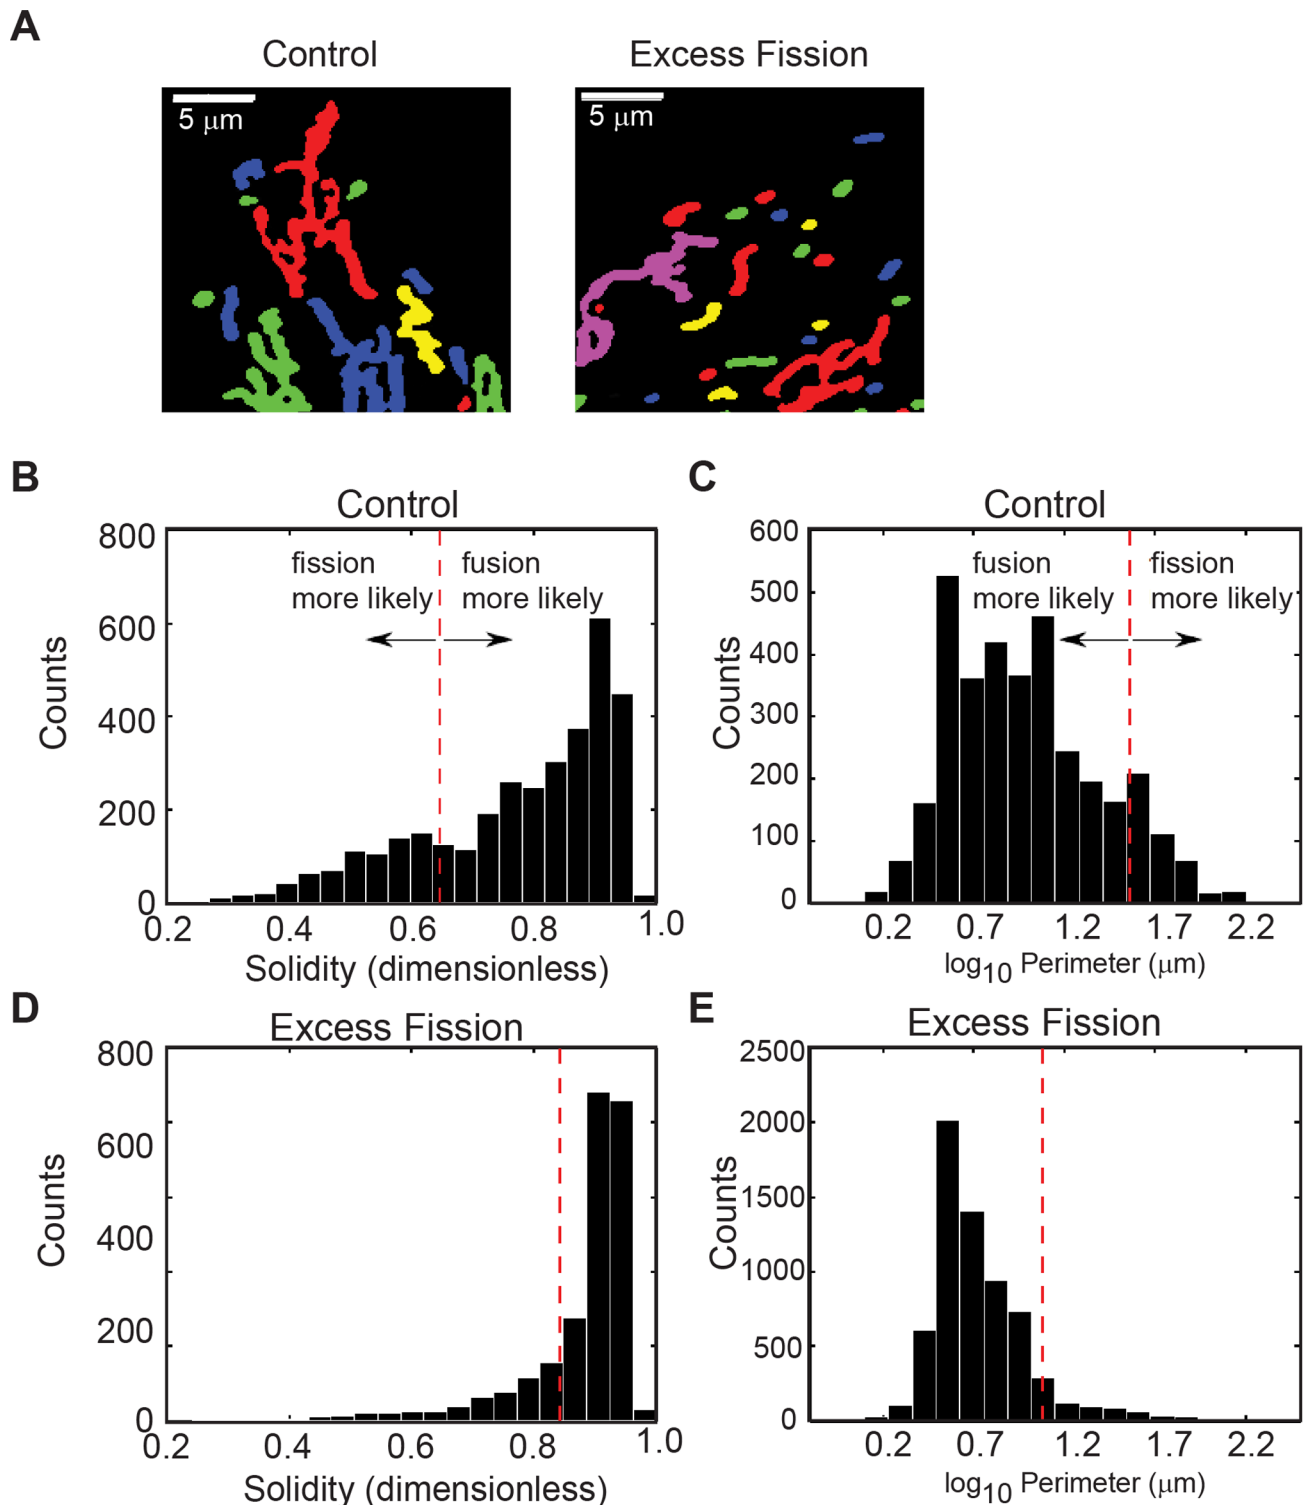 A
Control
Excess Fission
5 μm
5 μm
B
Control
C
Control
800
600
400
200
0
Counts
fission
more likely
fusion
more likely
0.2
0.4
0.6
0.8
1.0
Solidity (dimensionless)
600
500
400
300
200
100
0
Counts
fusion
more likely
fission
more likely
0.2
0.7
1.2
1.7
2.2
log10 Perimeter (μm)
D
Excess Fission
E
Excess Fission
800
600
400
200
0
Counts
0.2
0.4
0.6
0.8
1.0
Solidity (dimensionless)
2500
2000
1500
1000
500
0
Counts
0.2
0.7
1.2
1.7
2.2
log10 Perimeter (μm)